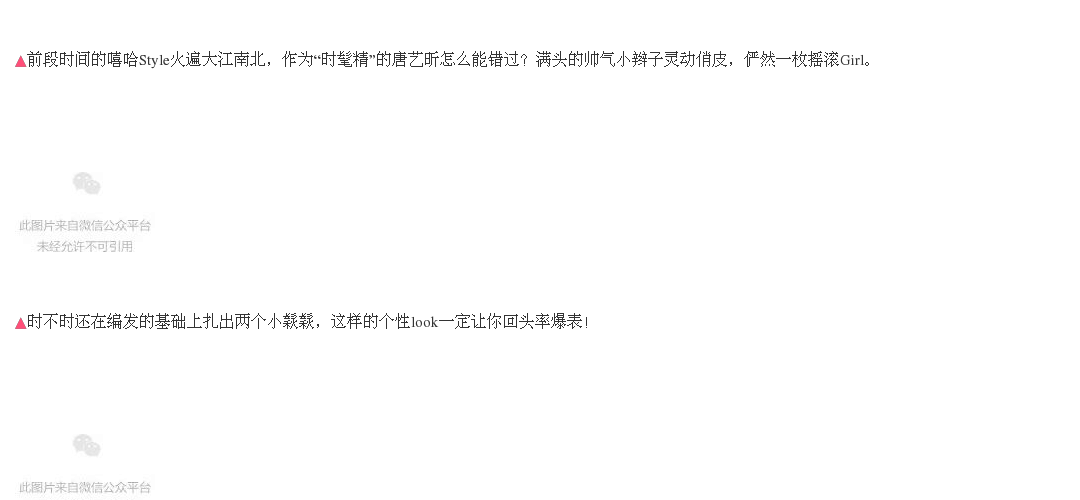 ▲前段时间的嘻哈Style火遍大江南北，作为“时髦精”的唐艺昕怎么能错过？满头的帅气小辫子灵动俏皮，俨然一枚摇滚Girl。
此图片来自微信公众平台
未经允许不可引用
▲时不时还在编发的基础上扎出两个小鬏鬏，这样的个性look一定让你回头率爆表！
此图片来自微信公众平台